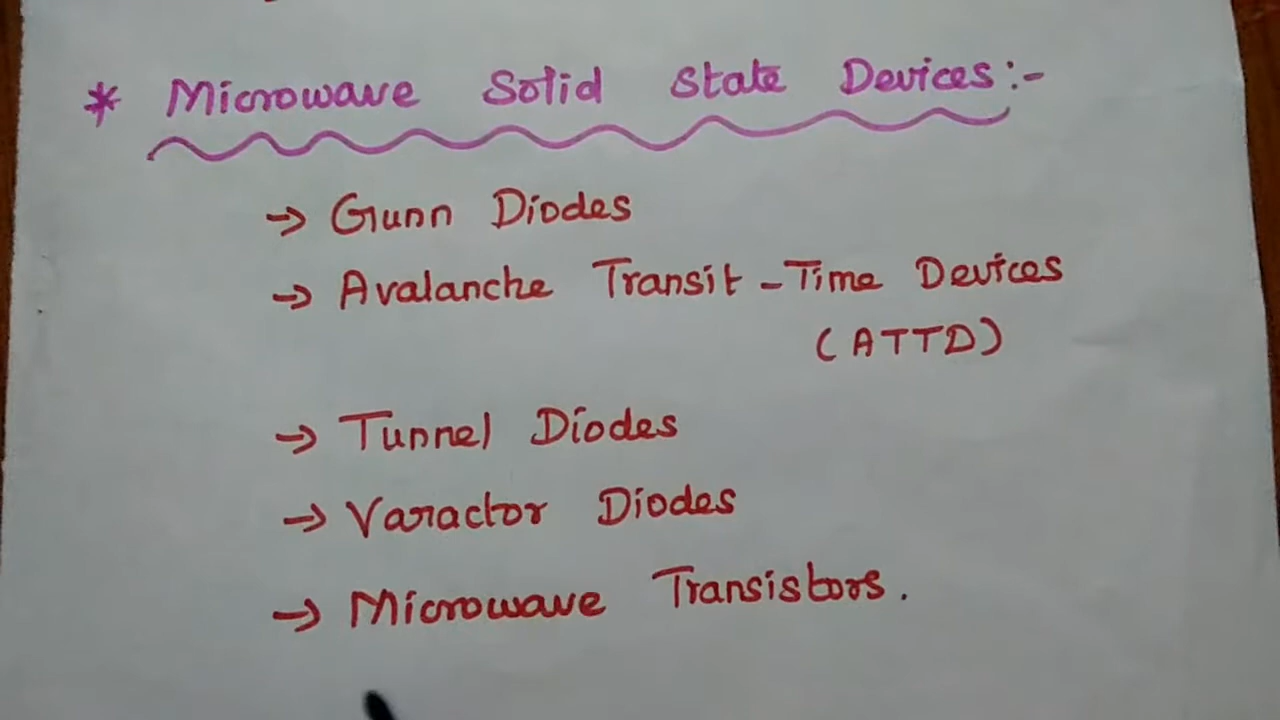 * Microwave Solid State Devices:-
→ Gunn Diodes
→ Avalanche Transit-Time Devices
(ATTD)
→ Tunnel Diodes
→ Varactor Diodes
→ Microwave Transistors.